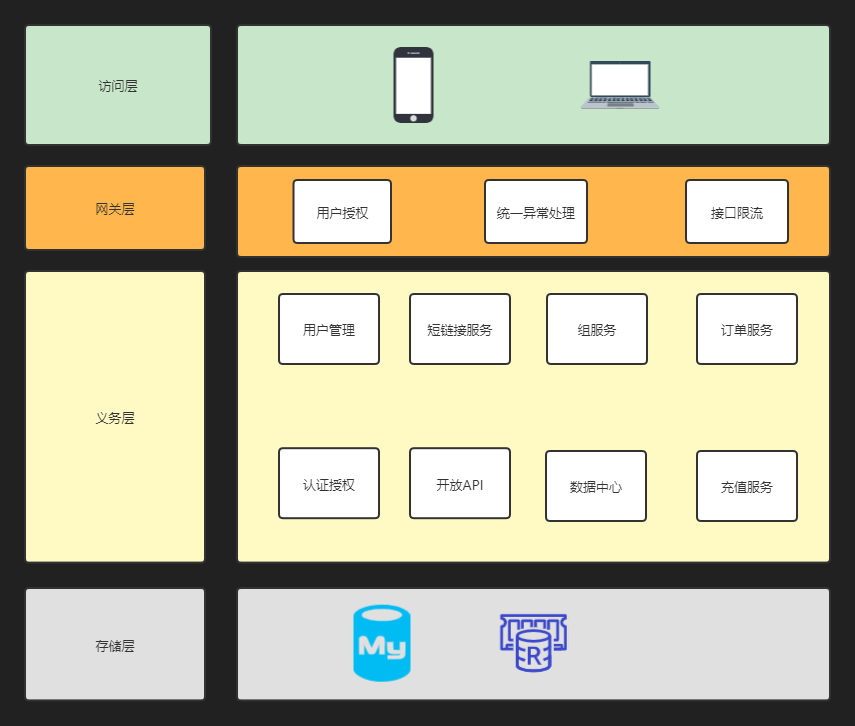 访问层
网关层
用户授权
统一异常处理
接口限流
义务层
用户管理
短链接服务
组服务
订单服务
认证授权
开放API
数据中心
充值服务
存储层
My
R